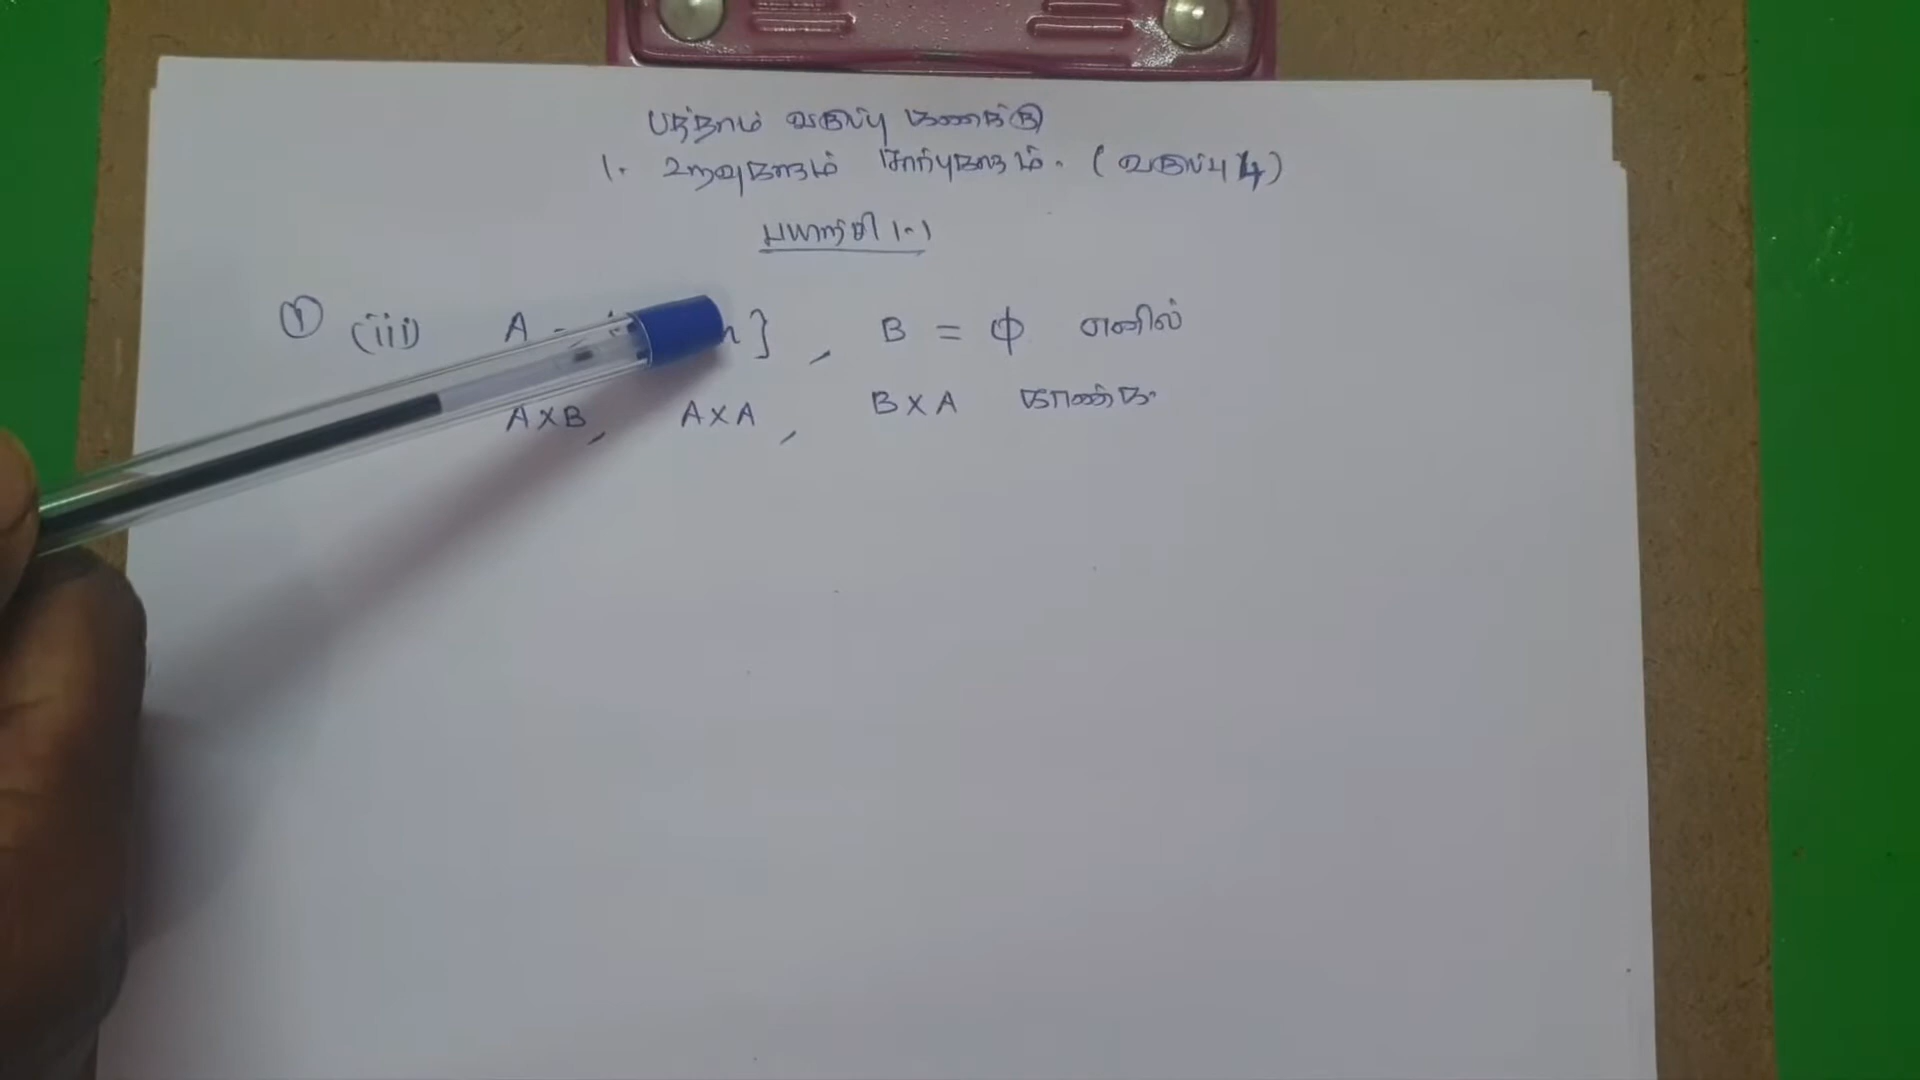 பத்தாம் வகுப்பு கணக்கு
1. உறவுகளும் சார்புகளும். (வகுப்பு 4)
பயிற்சி 1.1
① (iii) A = n} , B = ϕ எனில்
A×B, A×A, B×A காண்க.